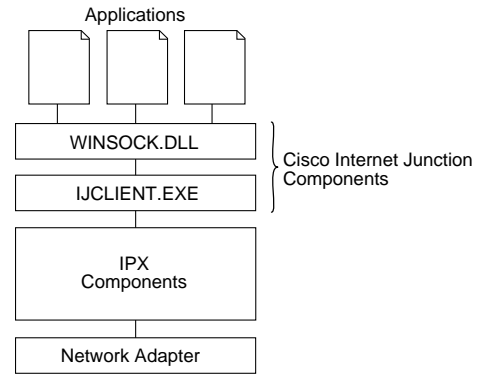 Applications
WINSOCK.DLL
IJCLIENT.EXE
Cisco Internet Junction
Components
IPX
Components
Network Adapter